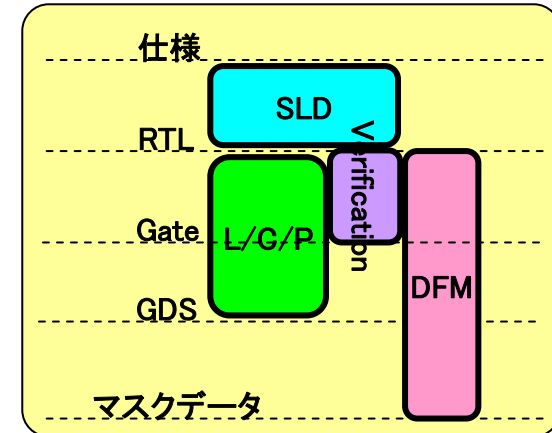 仕様
SLD
RTL
Verification
Gate
L/G/P
DFM
GDS
マスクデータ